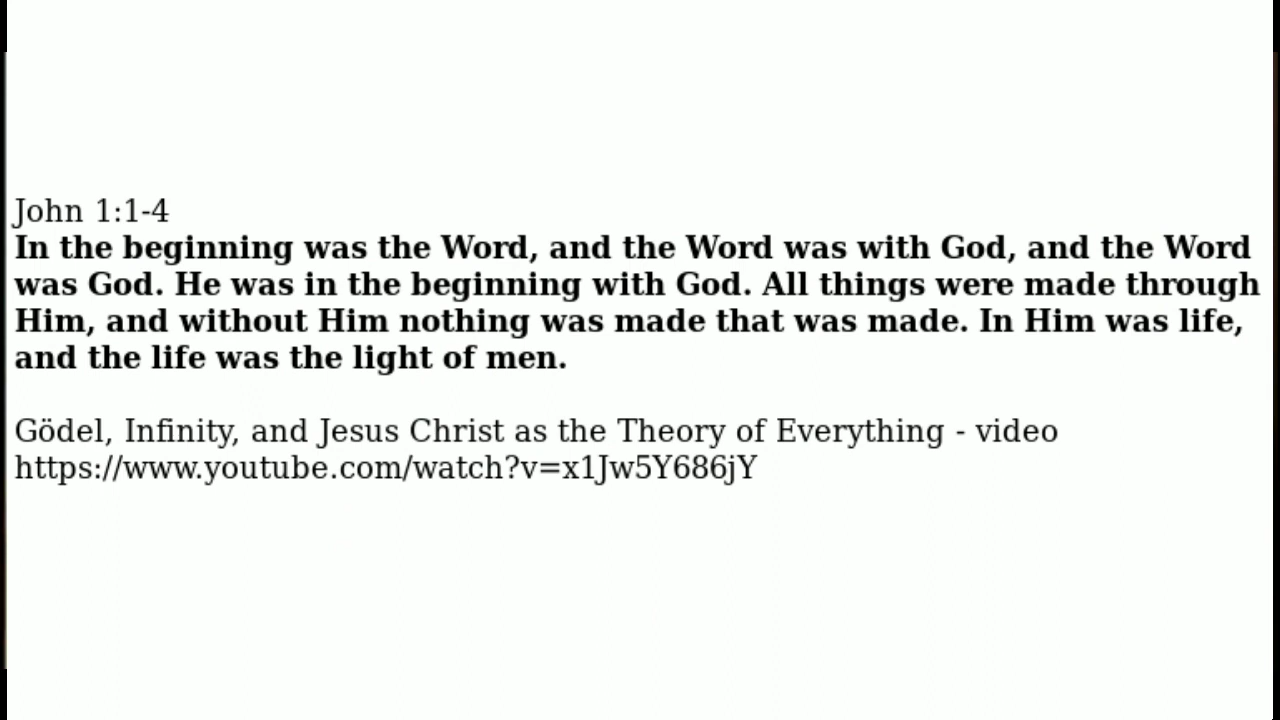 John 1:1-4
In the beginning was the Word, and the Word was with God, and the Word
was God. He was in the beginning with God. All things were made through
Him, and without Him nothing was made that was made. In Him was life,
and the life was the light of men.
Gödel, Infinity, and Jesus Christ as the Theory of Everything - video
https://www.youtube.com/watch?v=x1Jw5Y686jY